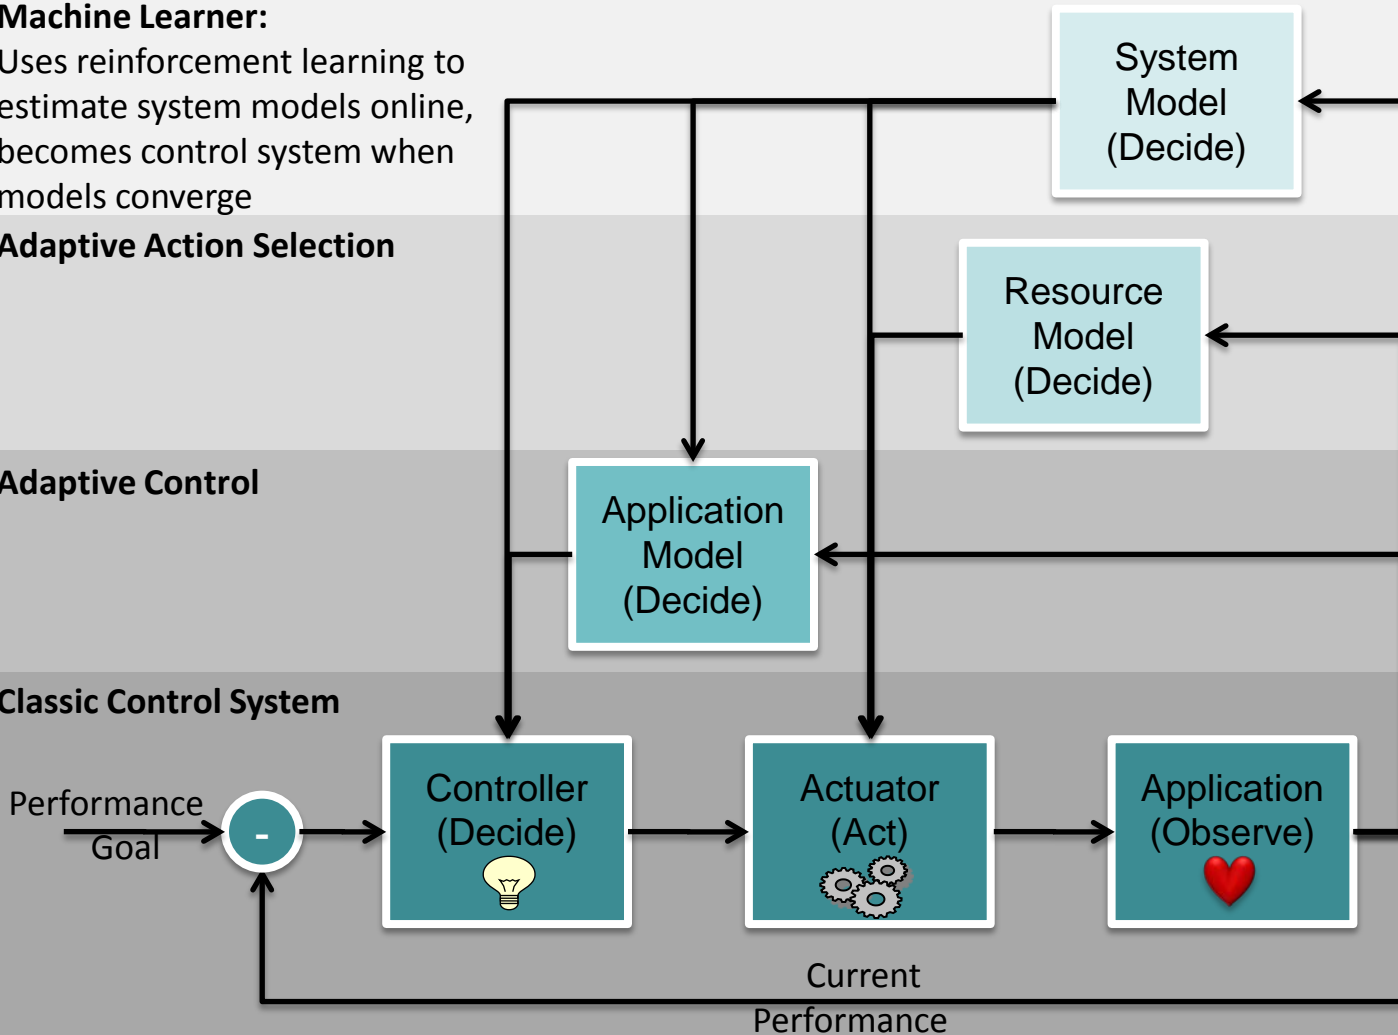 Machine Learner:
Uses reinforcement learning to
estimate system models online,
becomes control system when
models converge
System
Model
(Decide)
Adaptive Action Selection
Resource
Model
(Decide)
Adaptive Control
Application
Model
(Decide)
Classic Control System
Performance
Goal
-
Controller
(Decide)
Actuator
(Act)
Application
(Observe)
Current
Performance